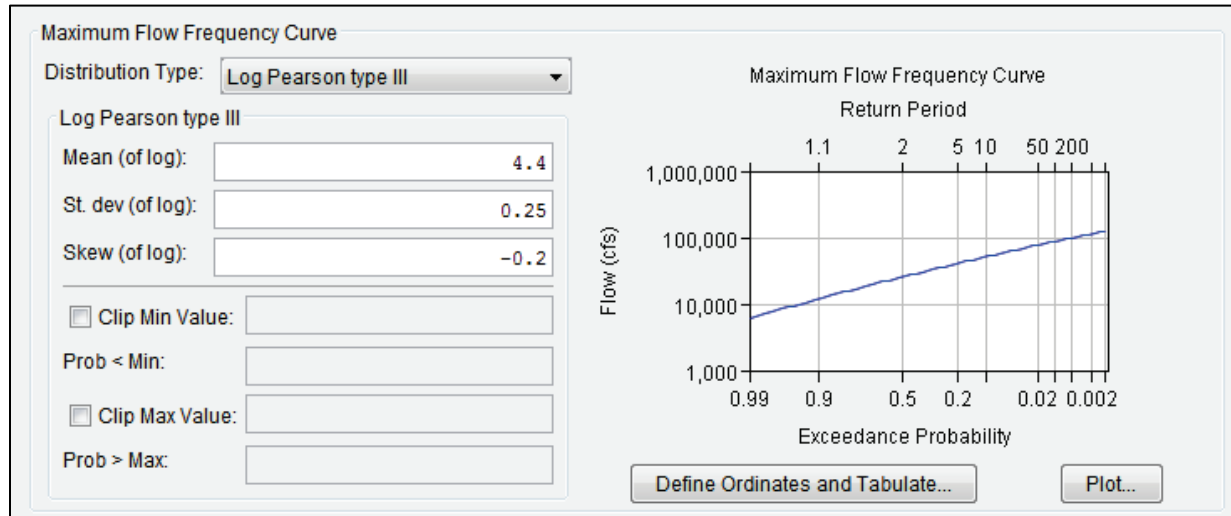 Maximum Flow Frequency Curve
Distribution Type: Log Pearson type III
Log Pearson type III
Mean (of log): 4.4
St. dev (of log): 0.25
Skew (of log): -0.2
Clip Min Value:
Prob < Min:
Clip Max Value:
Prob > Max:
Maximum Flow Frequency Curve
Return Period
1.1 2 5 10 50 200
1,000,000
100,000
10,000
1,000
Flow (cfs)
0.99 0.9 0.5 0.2 0.02 0.002
Exceedance Probability
Define Ordinates and Tabulate... Plot...